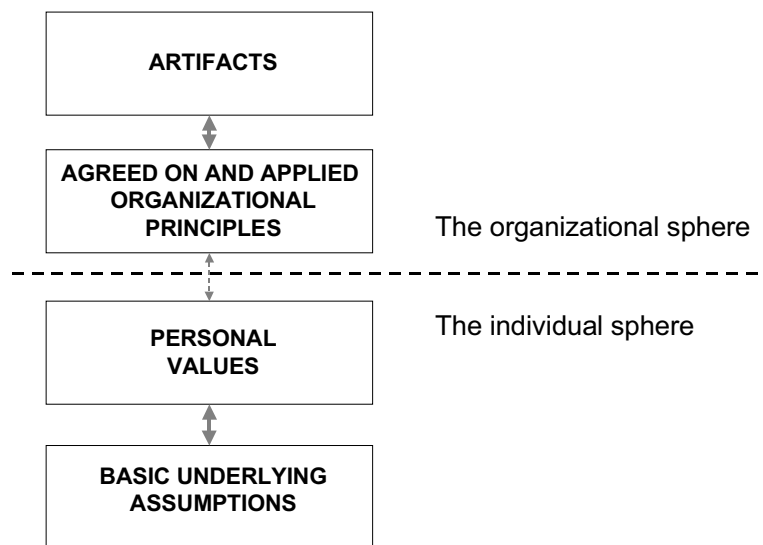 ARTIFACTS
AGREED ON AND APPLIED
ORGANIZATIONAL
PRINCIPLES
The organizational sphere
The individual sphere
PERSONAL
VALUES
BASIC UNDERLYING
ASSUMPTIONS